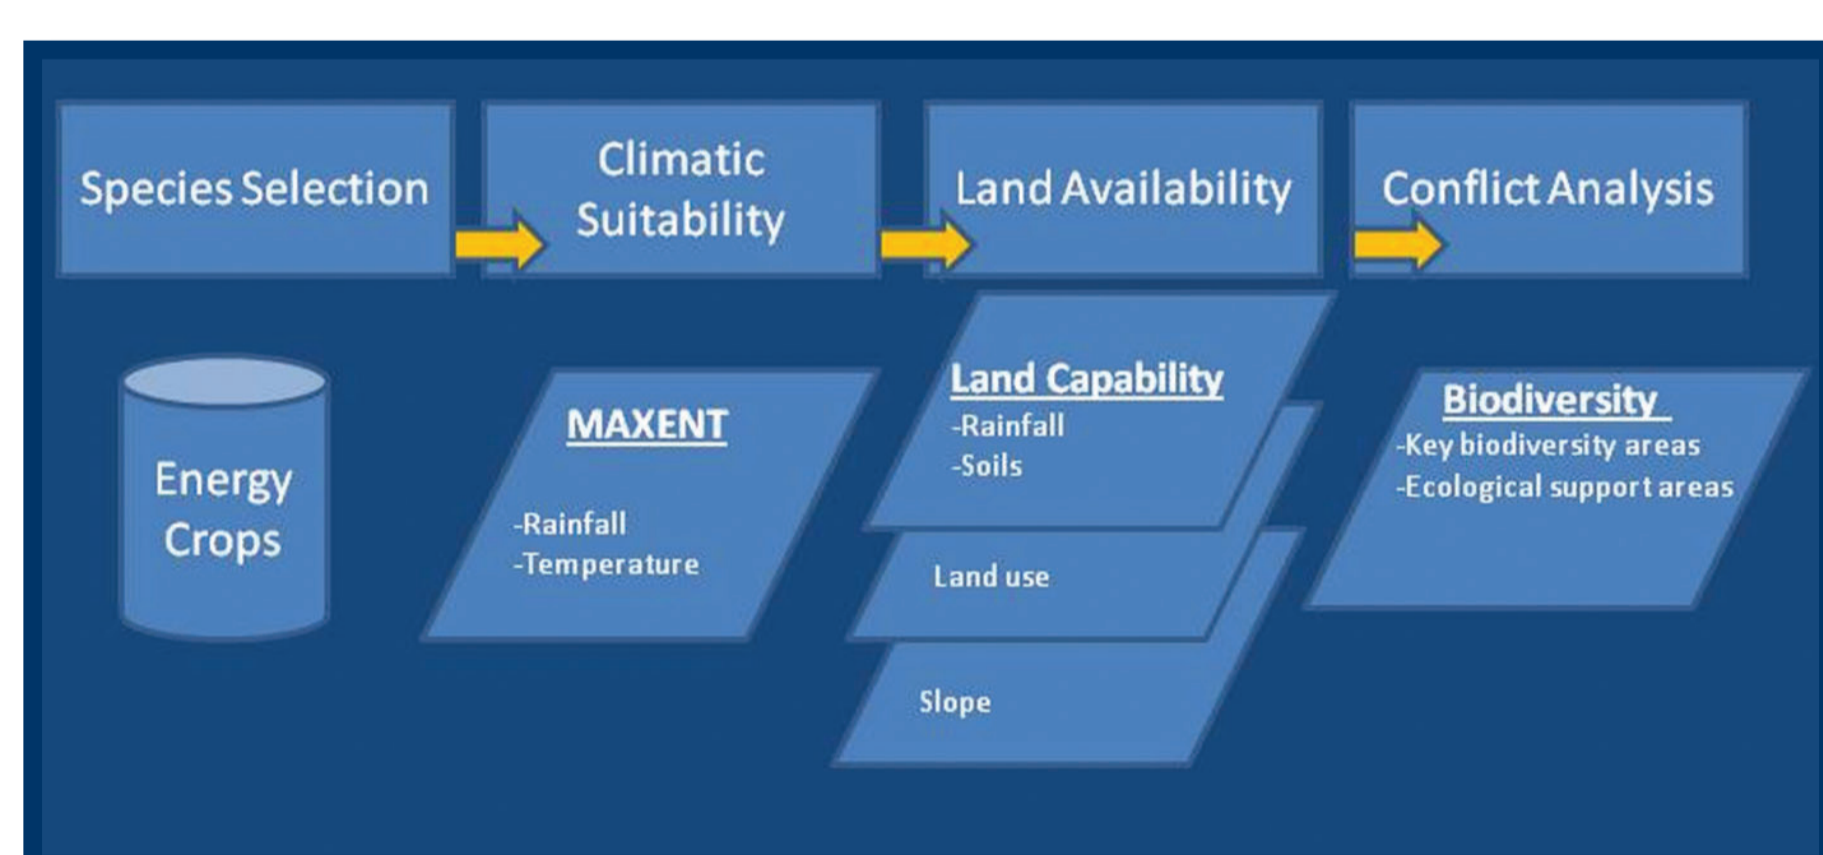 Species Selection
Climatic
Suitability
Land Availability
Conflict Analysis
Energy
Crops
MAXENT
-Rainfall
-Temperature
Land Capability
-Rainfall
-Soils
Land use
Slope
Biodiversity
-Key biodiversity areas
-Ecological support areas